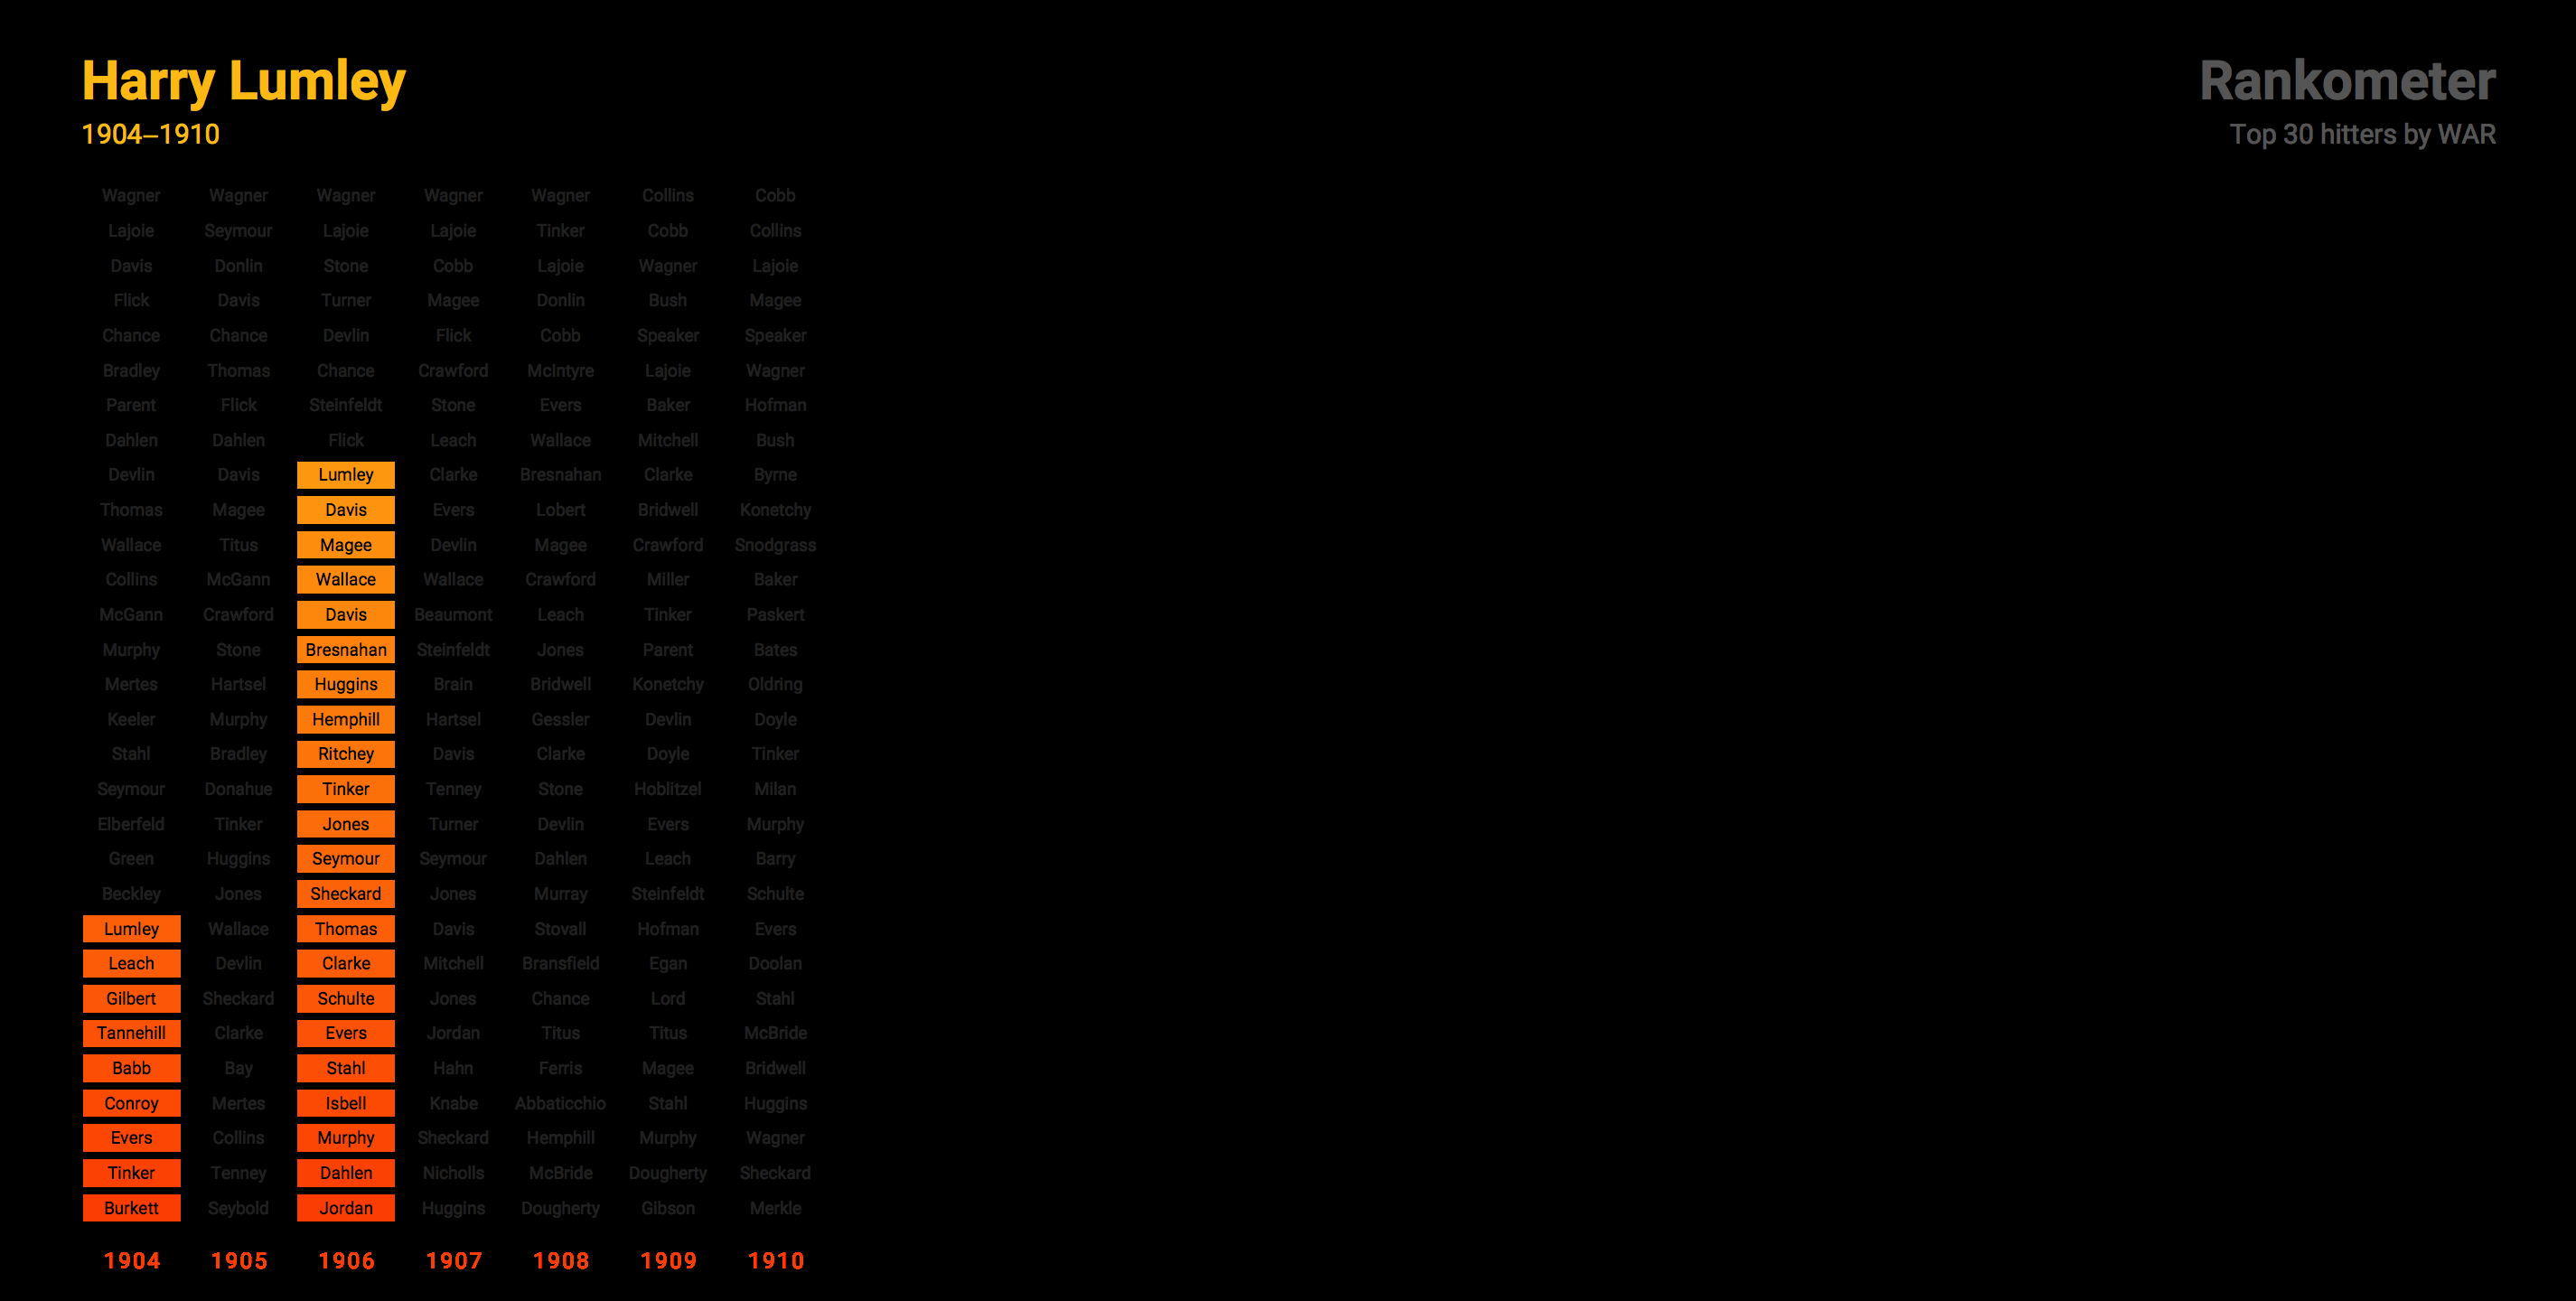 Harry Lumley
1904–1910
Rankometer
Top 30 hitters by WAR
Wagner Wagner Wagner Wagner Wagner Collins Cobb
Lajoie Seymour Lajoie Lajoie Tinker Cobb Collins
Davis Donlin Stone Cobb Lajoie Wagner Lajoie
Flick Davis Turner Magee Donlin Bush Magee
Chance Chance Devlin Flick Cobb Speaker Speaker
Bradley Thomas Chance Crawford McIntyre Lajoie Wagner
Parent Flick Steinfeldt Stone Evers Baker Hofman
Dahlen Dahlen Flick Leach Wallace Mitchell Bush
Devlin Davis Lumley Clarke Bresnahan Clarke Byrne
Thomas Magee Davis Evers Lobert Bridwell Konetchy
Wallace Titus Magee Devlin Magee Crawford Snodgrass
Collins McGann Wallace Wallace Crawford Miller Baker
McGann Crawford Davis Beaumont Leach Tinker Paskert
Murphy Stone Bresnahan Steinfeldt Jones Parent Bates
Mertes Hartsel Huggins Brain Bridwell Konetchy Oldring
Keeler Murphy Hemphill Hartsel Gessler Devlin Doyle
Stahl Bradley Ritchey Davis Clarke Doyle Tinker
Seymour Donahue Tinker Tenney Stone Hoblitzel Milan
Elberfeld Tinker Jones Turner Devlin Evers Murphy
Green Huggins Seymour Seymour Dahlen Leach Barry
Beckley Jones Sheckard Jones Murray Steinfeldt Schulte
Lumley Wallace Thomas Davis Stovall Hofman Evers
Leach Devlin Clarke Mitchell Bransfield Egan Doolan
Gilbert Sheckard Schulte Jones Chance Lord Stahl
Tannehill Clarke Evers Jordan Titus Titus McBride
Babb Bay Stahl Hahn Ferris Magee Bridwell
Conroy Mertes Isbell Knabe Abbaticchio Stahl Huggins
Evers Collins Murphy Sheckard Hemphill Murphy Wagner
Tinker Tenney Dahlen Nicholls McBride Dougherty Sheckard
Burkett Seybold Jordan Huggins Dougherty Gibson Merkle
1904 1905 1906 1907 1908 1909 1910